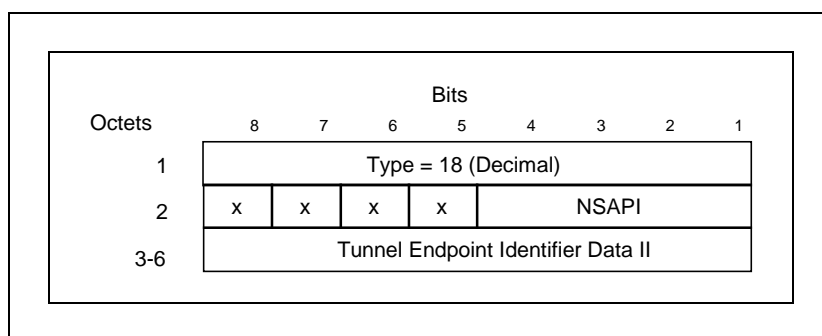 Bits
Octets 8 7 6 5 4 3 2 1
1 Type = 18 (Decimal)
2 x x x x NSAPI
3-6 Tunnel Endpoint Identifier Data II